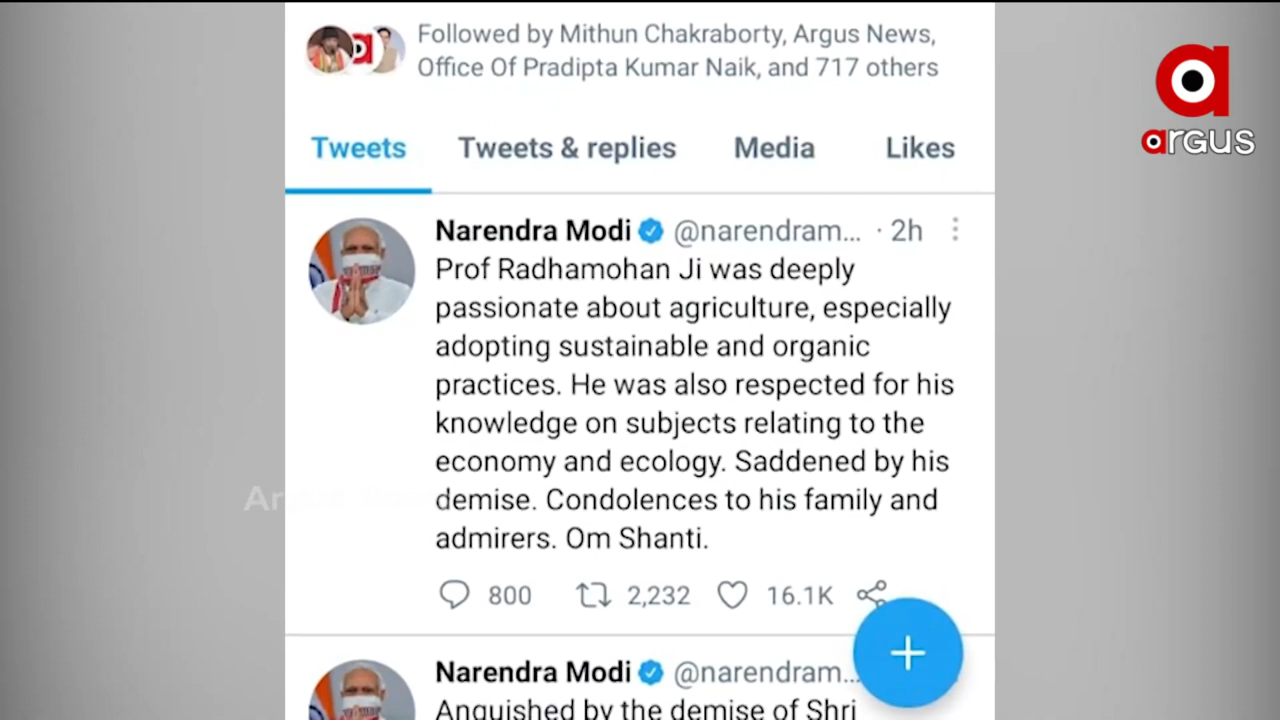 Followed by Mithun Chakraborty, Argus News,
Office Of Pradipta Kumar Naik, and 717 others
argus
Tweets Tweets & replies Media Likes
Narendra Modi @narendram... · 2h
Prof Radhamohan Ji was deeply
passionate about agriculture, especially
adopting sustainable and organic
practices. He was also respected for his
knowledge on subjects relating to the
economy and ecology. Saddened by his
demise. Condolences to his family and
admirers. Om Shanti.
800 2,232 16.1K
Narendra Modi @narendram...
Anguished by the demise of Shri